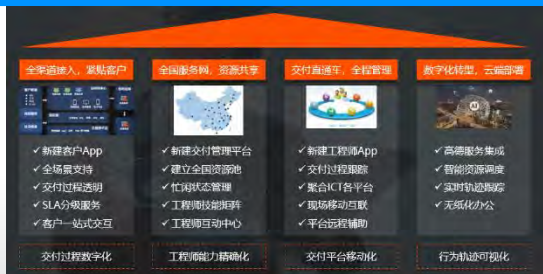 全渠道接入，紧贴客户
✓新建客户App
✓全场景支持
✓交付过程透明
✓SLA分级服务
✓客户一站式交互
交付过程数字化
全国服务网，资源共享
✓新建交付管理平台
✓建立全国资源池
✓忙闲状态管理
✓工程师技能矩阵
✓工程师互动中心
工程师能力精确化
交付直通车，全程管理
✓新建工程师App
✓交付过程跟踪
✓聚合ICT各平台
✓现场移动互联
✓平台远程辅助
交付平台移动化
数字化转型，云端部署
✓高德服务集成
✓智能资源调度
✓实时轨迹跟踪
✓无纸化办公
行为轨迹可视化